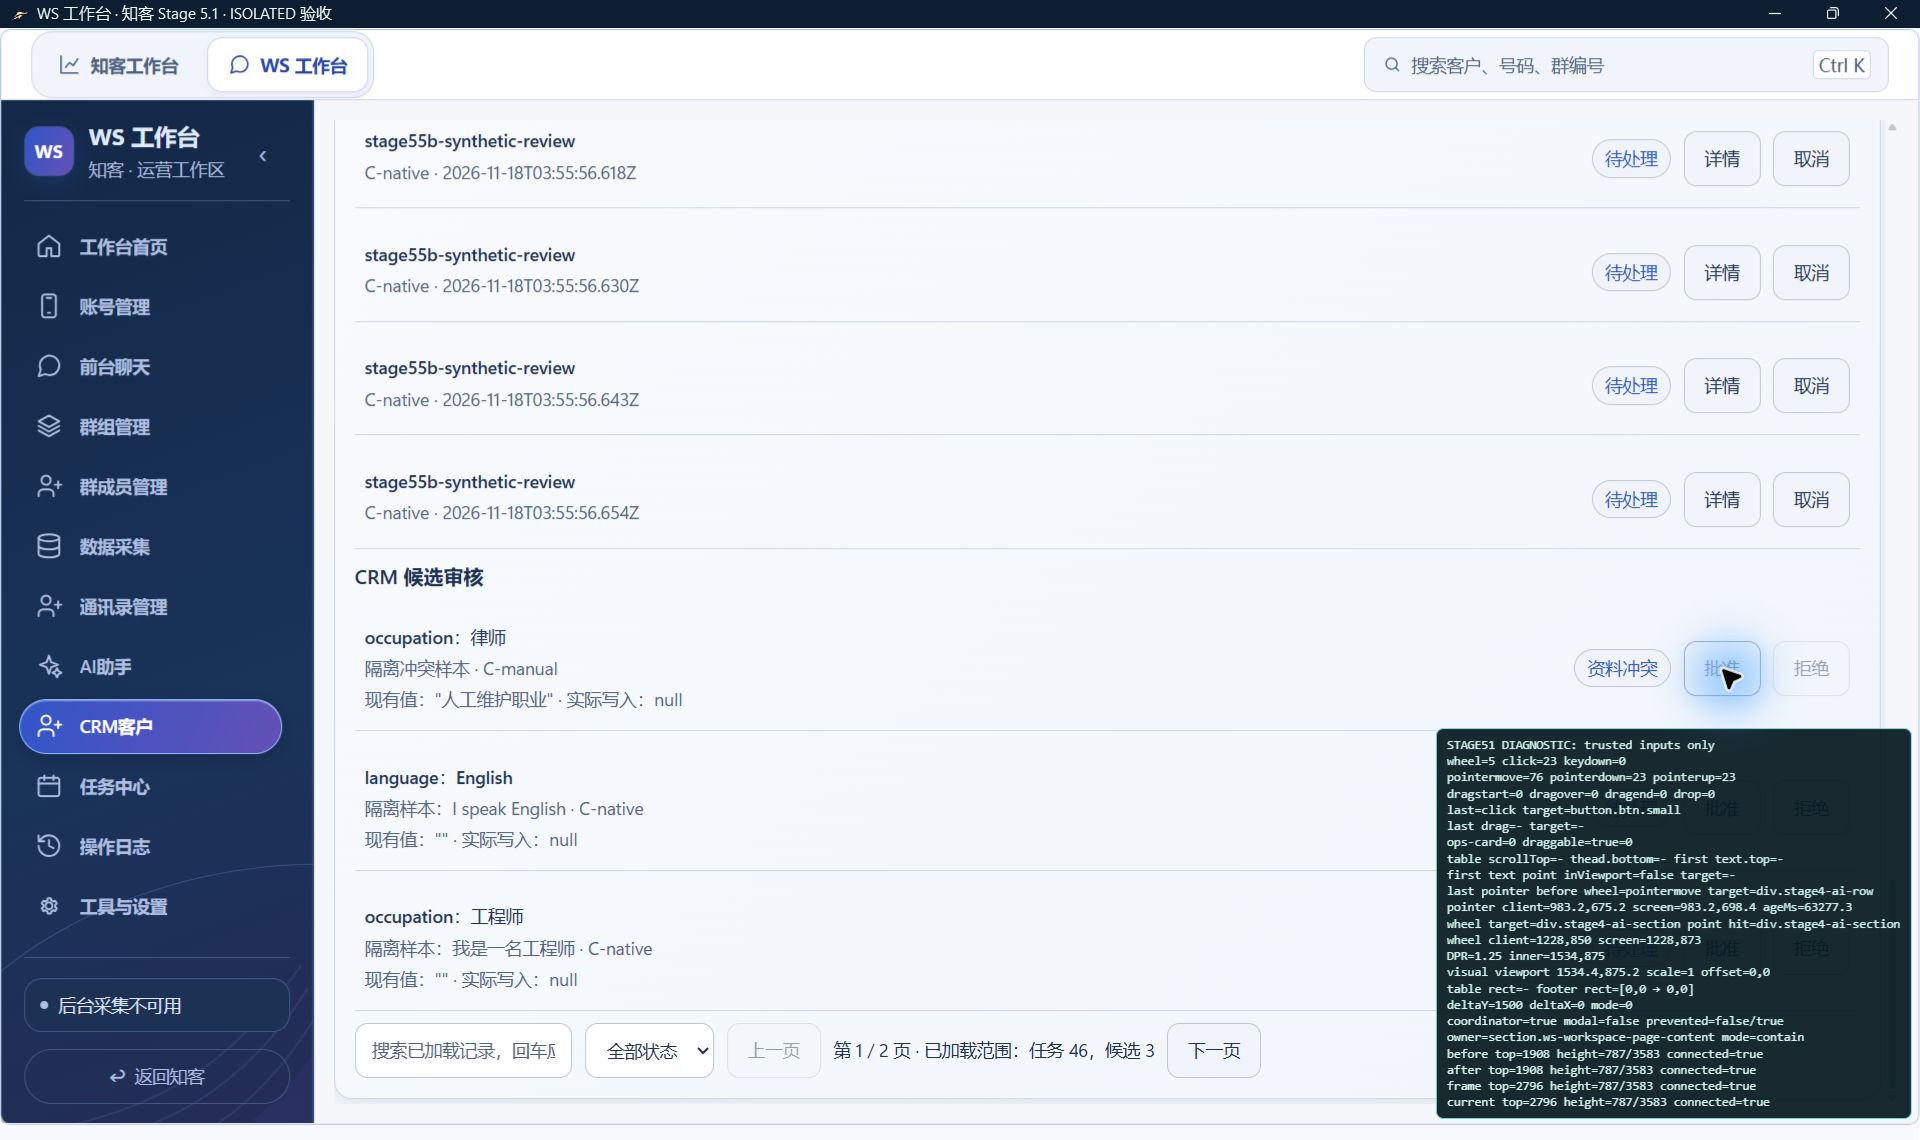 WS 工作台 · 知客 Stage 5.1 · ISOLATED 验收
知客工作台
WS 工作台
搜索客户、号码、群编号
Ctrl K
WS
WS 工作台
知客 · 运营工作区
工作台首页
账号管理
前台聊天
群组管理
群成员管理
数据采集
通讯录管理
AI助手
CRM客户
任务中心
操作日志
工具与设置
后台采集不可用
返回知客
stage55b-synthetic-review
C-native · 2026-11-18T03:55:56.618Z
待处理
详情
取消
stage55b-synthetic-review
C-native · 2026-11-18T03:55:56.630Z
待处理
详情
取消
stage55b-synthetic-review
C-native · 2026-11-18T03:55:56.643Z
待处理
详情
取消
stage55b-synthetic-review
C-native · 2026-11-18T03:55:56.654Z
待处理
详情
取消
CRM 候选审核
occupation：律师
隔离冲突样本 · C-manual
现有值："人工维护职业" · 实际写入：null
资料冲突
批准
拒绝
language：English
隔离样本：I speak English · C-native
现有值："" · 实际写入：null
批准
拒绝
occupation：工程师
隔离样本：我是一名工程师 · C-native
现有值："" · 实际写入：null
批准
拒绝
搜索已加载记录，回车
全部状态
上一页
第 1 / 2 页 · 已加载范围：任务 46，候选 3
下一页
STAGE51 DIAGNOSTIC: trusted inputs only
wheel=5 click=23 keydown=0
pointermove=76 pointerdown=23 pointerup=23
dragstart=0 dragover=0 dragend=0 drop=0
last=click target=button.btn.small
last drag=- target=-
ops-card=0 draggable=true=0
table scrollTop=- thead.bottom=- first text.top=-
first text point inViewport=false target=-
last pointer before wheel=pointermove target=div.stage4-ai-row
pointer client=983.2,675.2 screen=983.2,698.4 ageMs=63277.3
wheel target=div.stage4-ai-section point hit=div.stage4-ai-section
wheel client=1228,850 screen=1228,873
DPR=1.25 inner=1534,875
visual viewport 1534.4,875.2 scale=1 offset=0,0
table rect=- footer rect=[0,0 → 0,0]
deltaY=1500 deltaX=0 mode=0
coordinator=true modal=false prevented=false/true
owner=section.ws-workspace-page-content mode=contain
before top=1908 height=787/3583 connected=true
after top=1908 height=787/3583 connected=true
frame top=2796 height=787/3583 connected=true
current top=2796 height=787/3583 connected=true